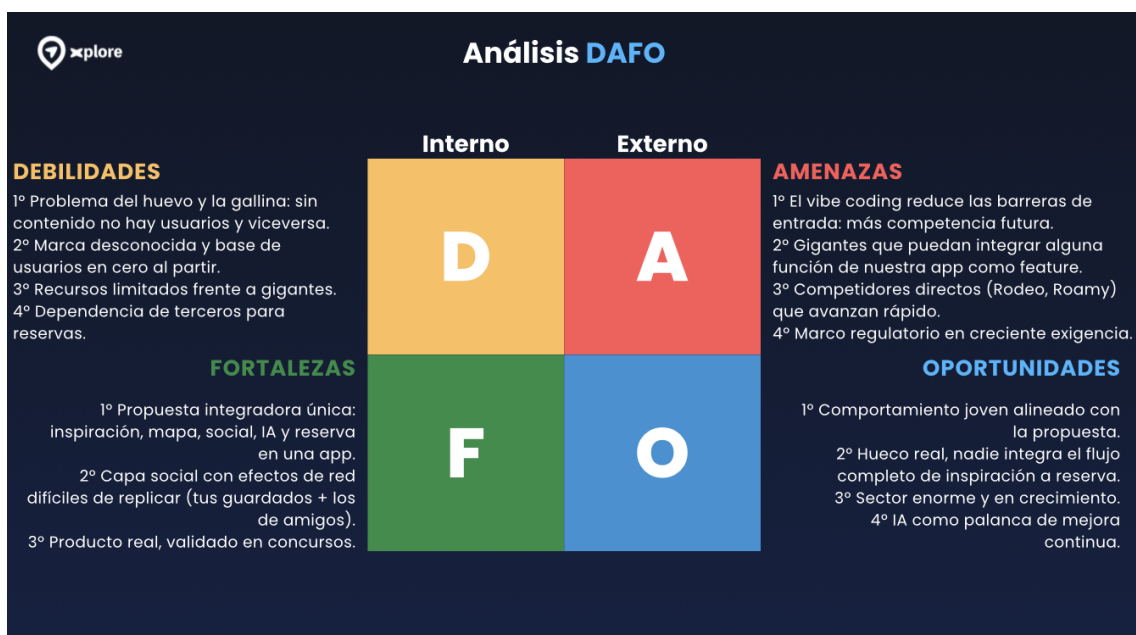 xplore
Análisis DAFO
Interno
Externo
DEBILIDADES
1º Problema del huevo y la gallina: sin
contenido no hay usuarios y viceversa.
2º Marca desconocida y base de
usuarios en cero al partir.
3º Recursos limitados frente a gigantes.
4º Dependencia de terceros para
reservas.
D
A
AMENAZAS
1º El vibe coding reduce las barreras de
entrada: más competencia futura.
2º Gigantes que puedan integrar alguna
función de nuestra app como feature.
3º Competidores directos (Rodeo, Roamy)
que avanzan rápido.
4º Marco regulatorio en creciente exigencia.
FORTALEZAS
1º Propuesta integradora única:
inspiración, mapa, social, IA y reserva
en una app.
2º Capa social con efectos de red
difíciles de replicar (tus guardados + los
de amigos).
3º Producto real, validado en concursos.
F
O
OPORTUNIDADES
1º Comportamiento joven alineado con
la propuesta.
2º Hueco real, nadie integra el flujo
completo de inspiración a reserva.
3º Sector enorme y en crecimiento.
4º IA como palanca de mejora
continua.